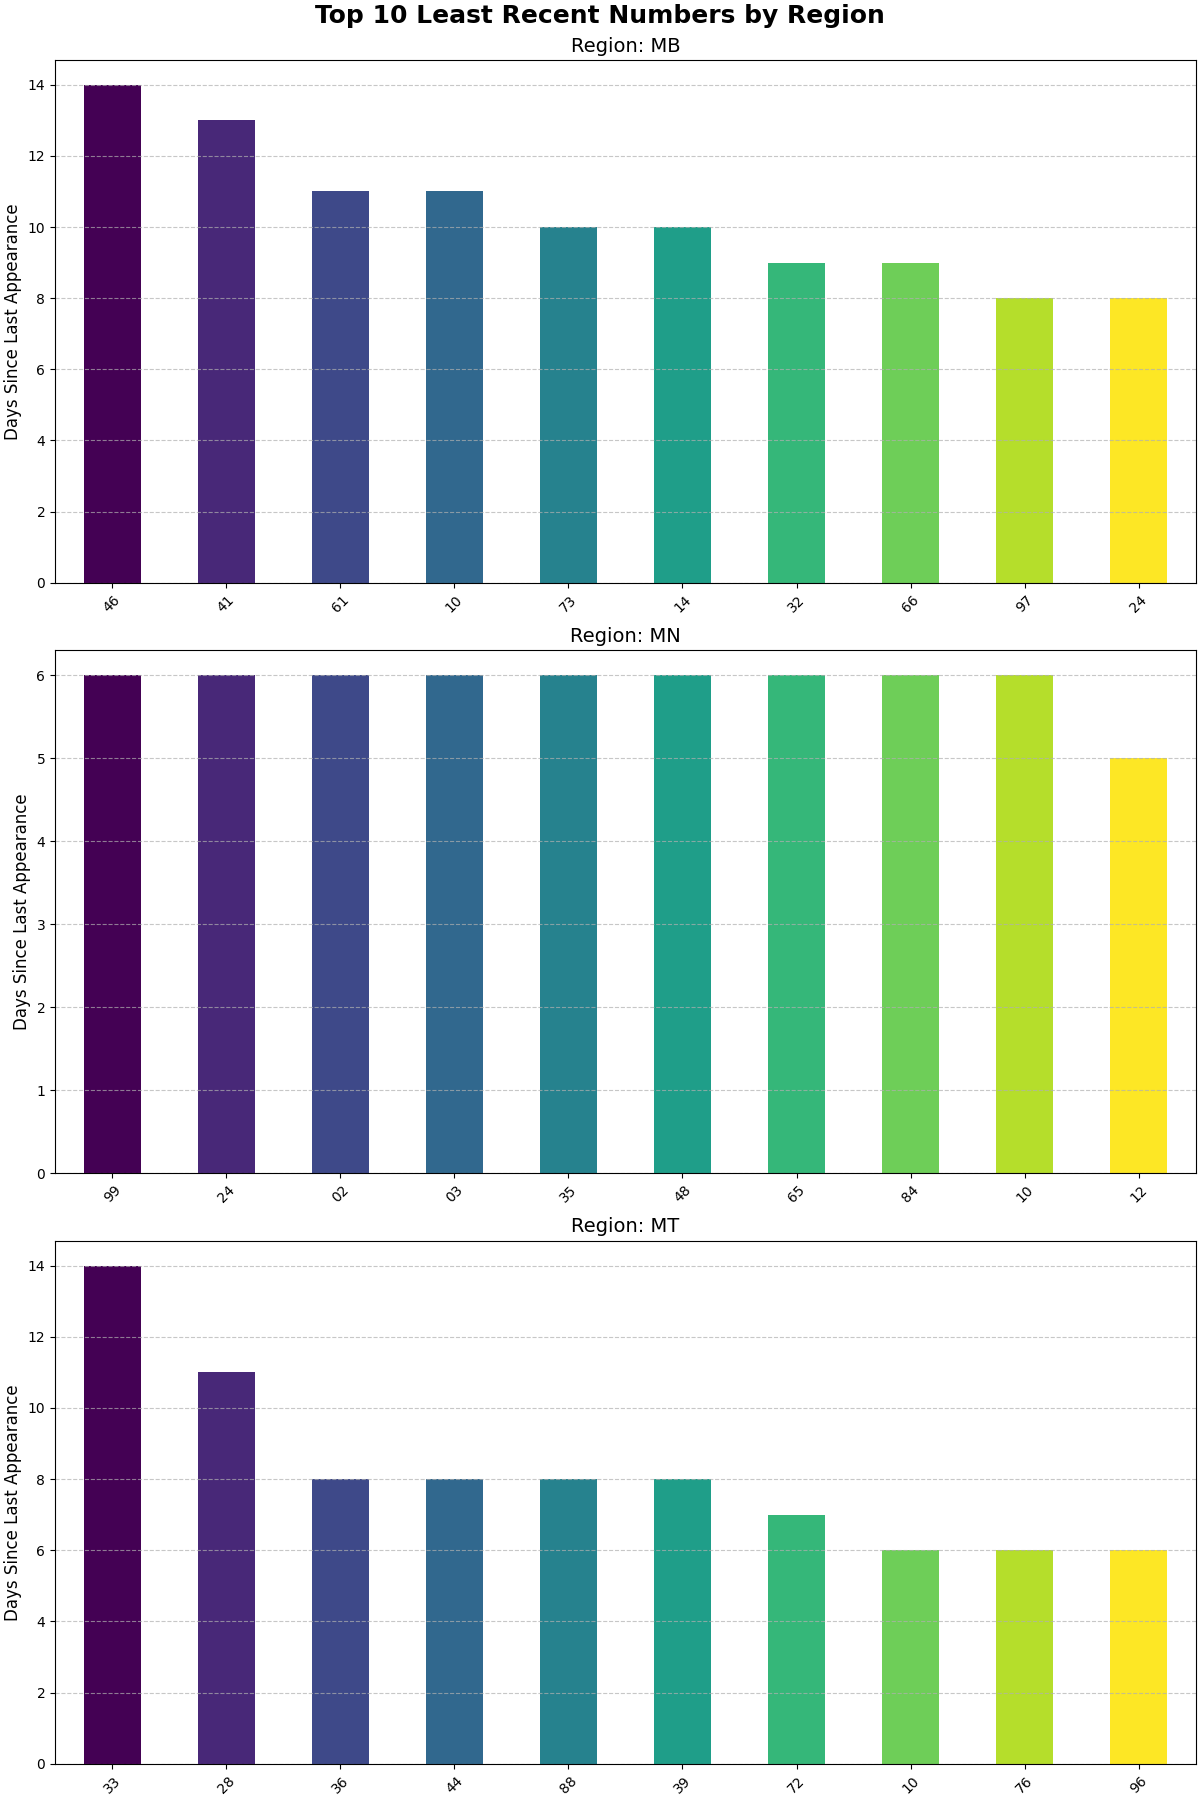 Top 10 Least Recent Numbers by Region
Region: MB
Days Since Last Appearance
14
12
10
8
6
4
2
0
46 41 61 10 73 14 32 66 97 24
Region: MN
Days Since Last Appearance
6
5
4
3
2
1
0
99 24 02 03 35 48 65 84 10 12
Region: MT
Days Since Last Appearance
14
12
10
8
6
4
2
0
33 28 36 44 88 39 72 10 76 96